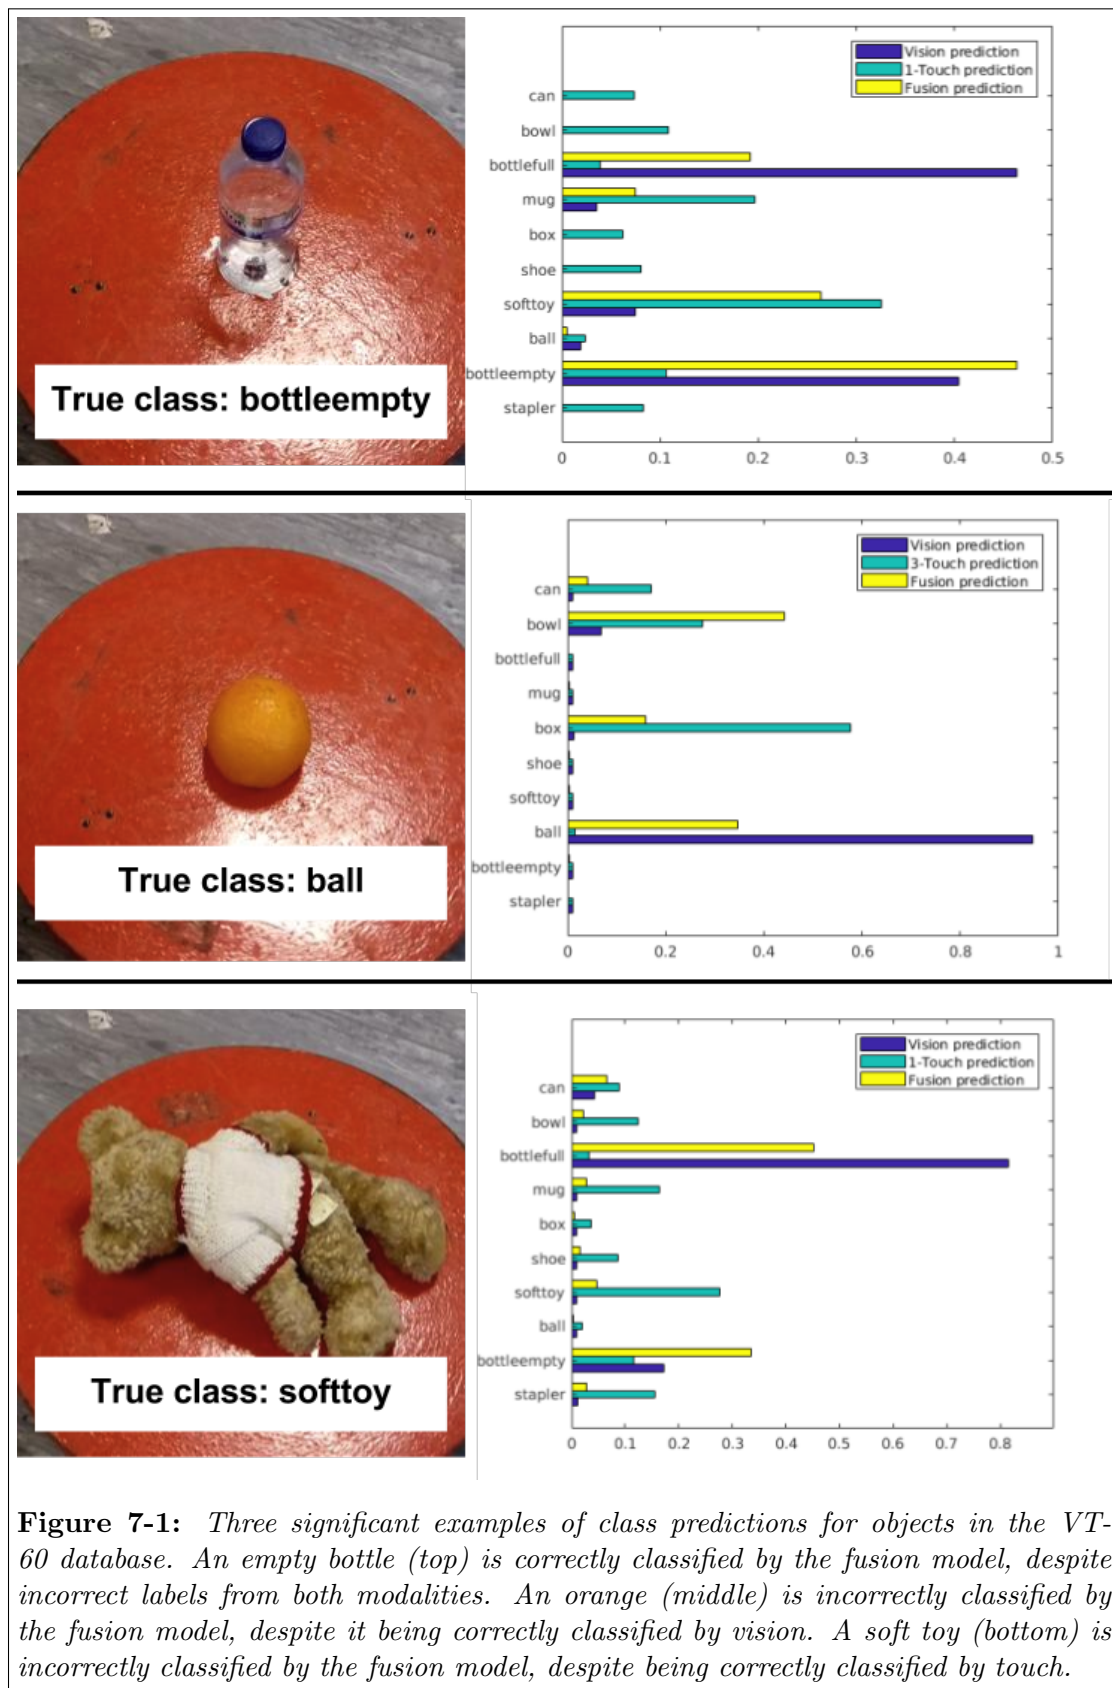 Vision prediction
1-Touch prediction
Fusion prediction
can
bowl
bottlefull
mug
box
shoe
softtoy
ball
bottleempty
stapler
0 0.1 0.2 0.3 0.4 0.5
True class: bottleempty
Vision prediction
3-Touch prediction
Fusion prediction
can
bowl
bottlefull
mug
box
shoe
softtoy
ball
bottleempty
stapler
0 0.2 0.4 0.6 0.8 1
True class: ball
Vision prediction
1-Touch prediction
Fusion prediction
can
bowl
bottlefull
mug
box
shoe
softtoy
ball
bottleempty
stapler
0 0.1 0.2 0.3 0.4 0.5 0.6 0.7 0.8
True class: softtoy
Figure 7-1: Three significant examples of class predictions for objects in the VT-
60 database. An empty bottle (top) is correctly classified by the fusion model, despite
incorrect labels from both modalities. An orange (middle) is incorrectly classified by
the fusion model, despite it being correctly classified by vision. A soft toy (bottom) is
incorrectly classified by the fusion model, despite being correctly classified by touch.